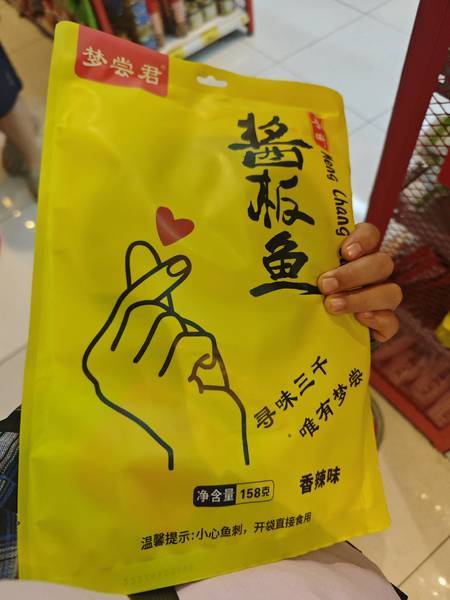 梦尝君®
酱板鱼
Meng Chang
寻味三千
唯有梦尝
净含量 158克
香辣味
温馨提示:小心鱼刺，开袋直接食用